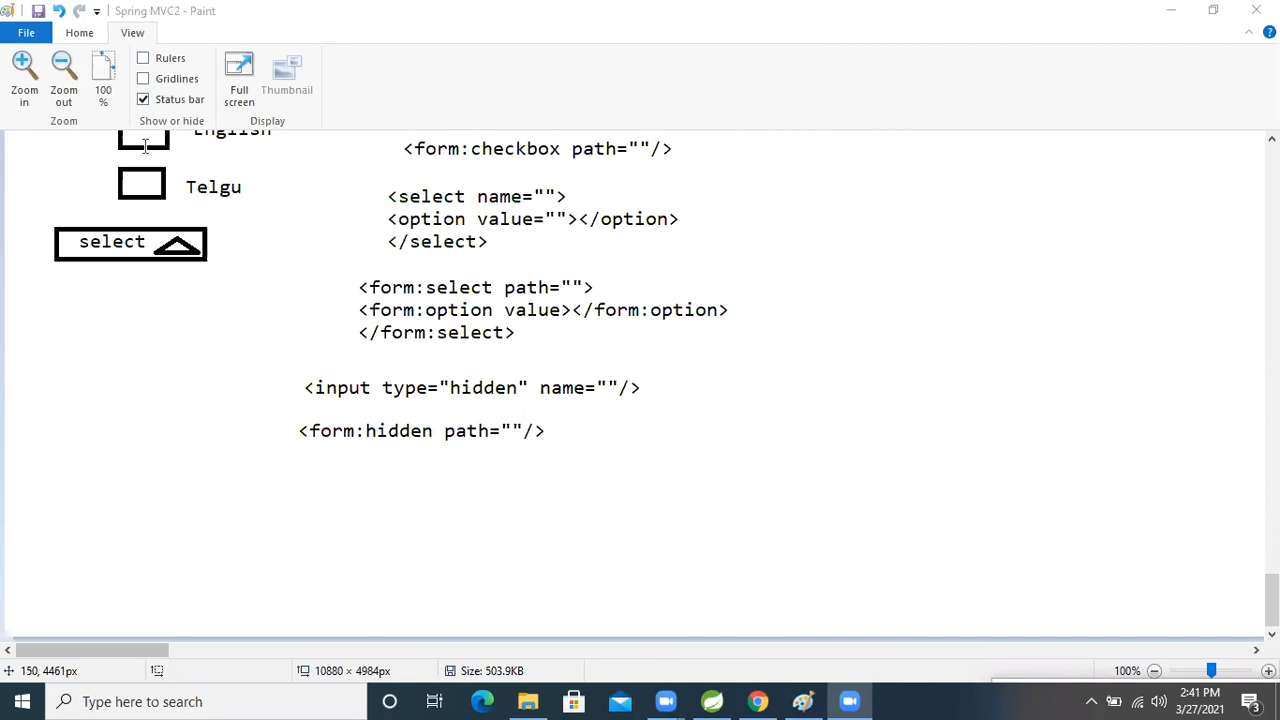 Spring MVC2 - Paint
File Home View
Zoom in
Zoom out
100 %
Rulers
Gridlines
Status bar
Full screen
Thumbnail
Zoom
Show or hide
Display
English
<form:checkbox path=""/>
Telgu
<select name="">
<option value=""></option>
</select>
select
<form:select path="">
<form:option value></form:option>
</form:select>
<input type="hidden" name=""/>
<form:hidden path=""/>
150, 4461px
10880 × 4984px
Size: 503.9KB
100%
Type here to search
2:41 PM
3/27/2021
3